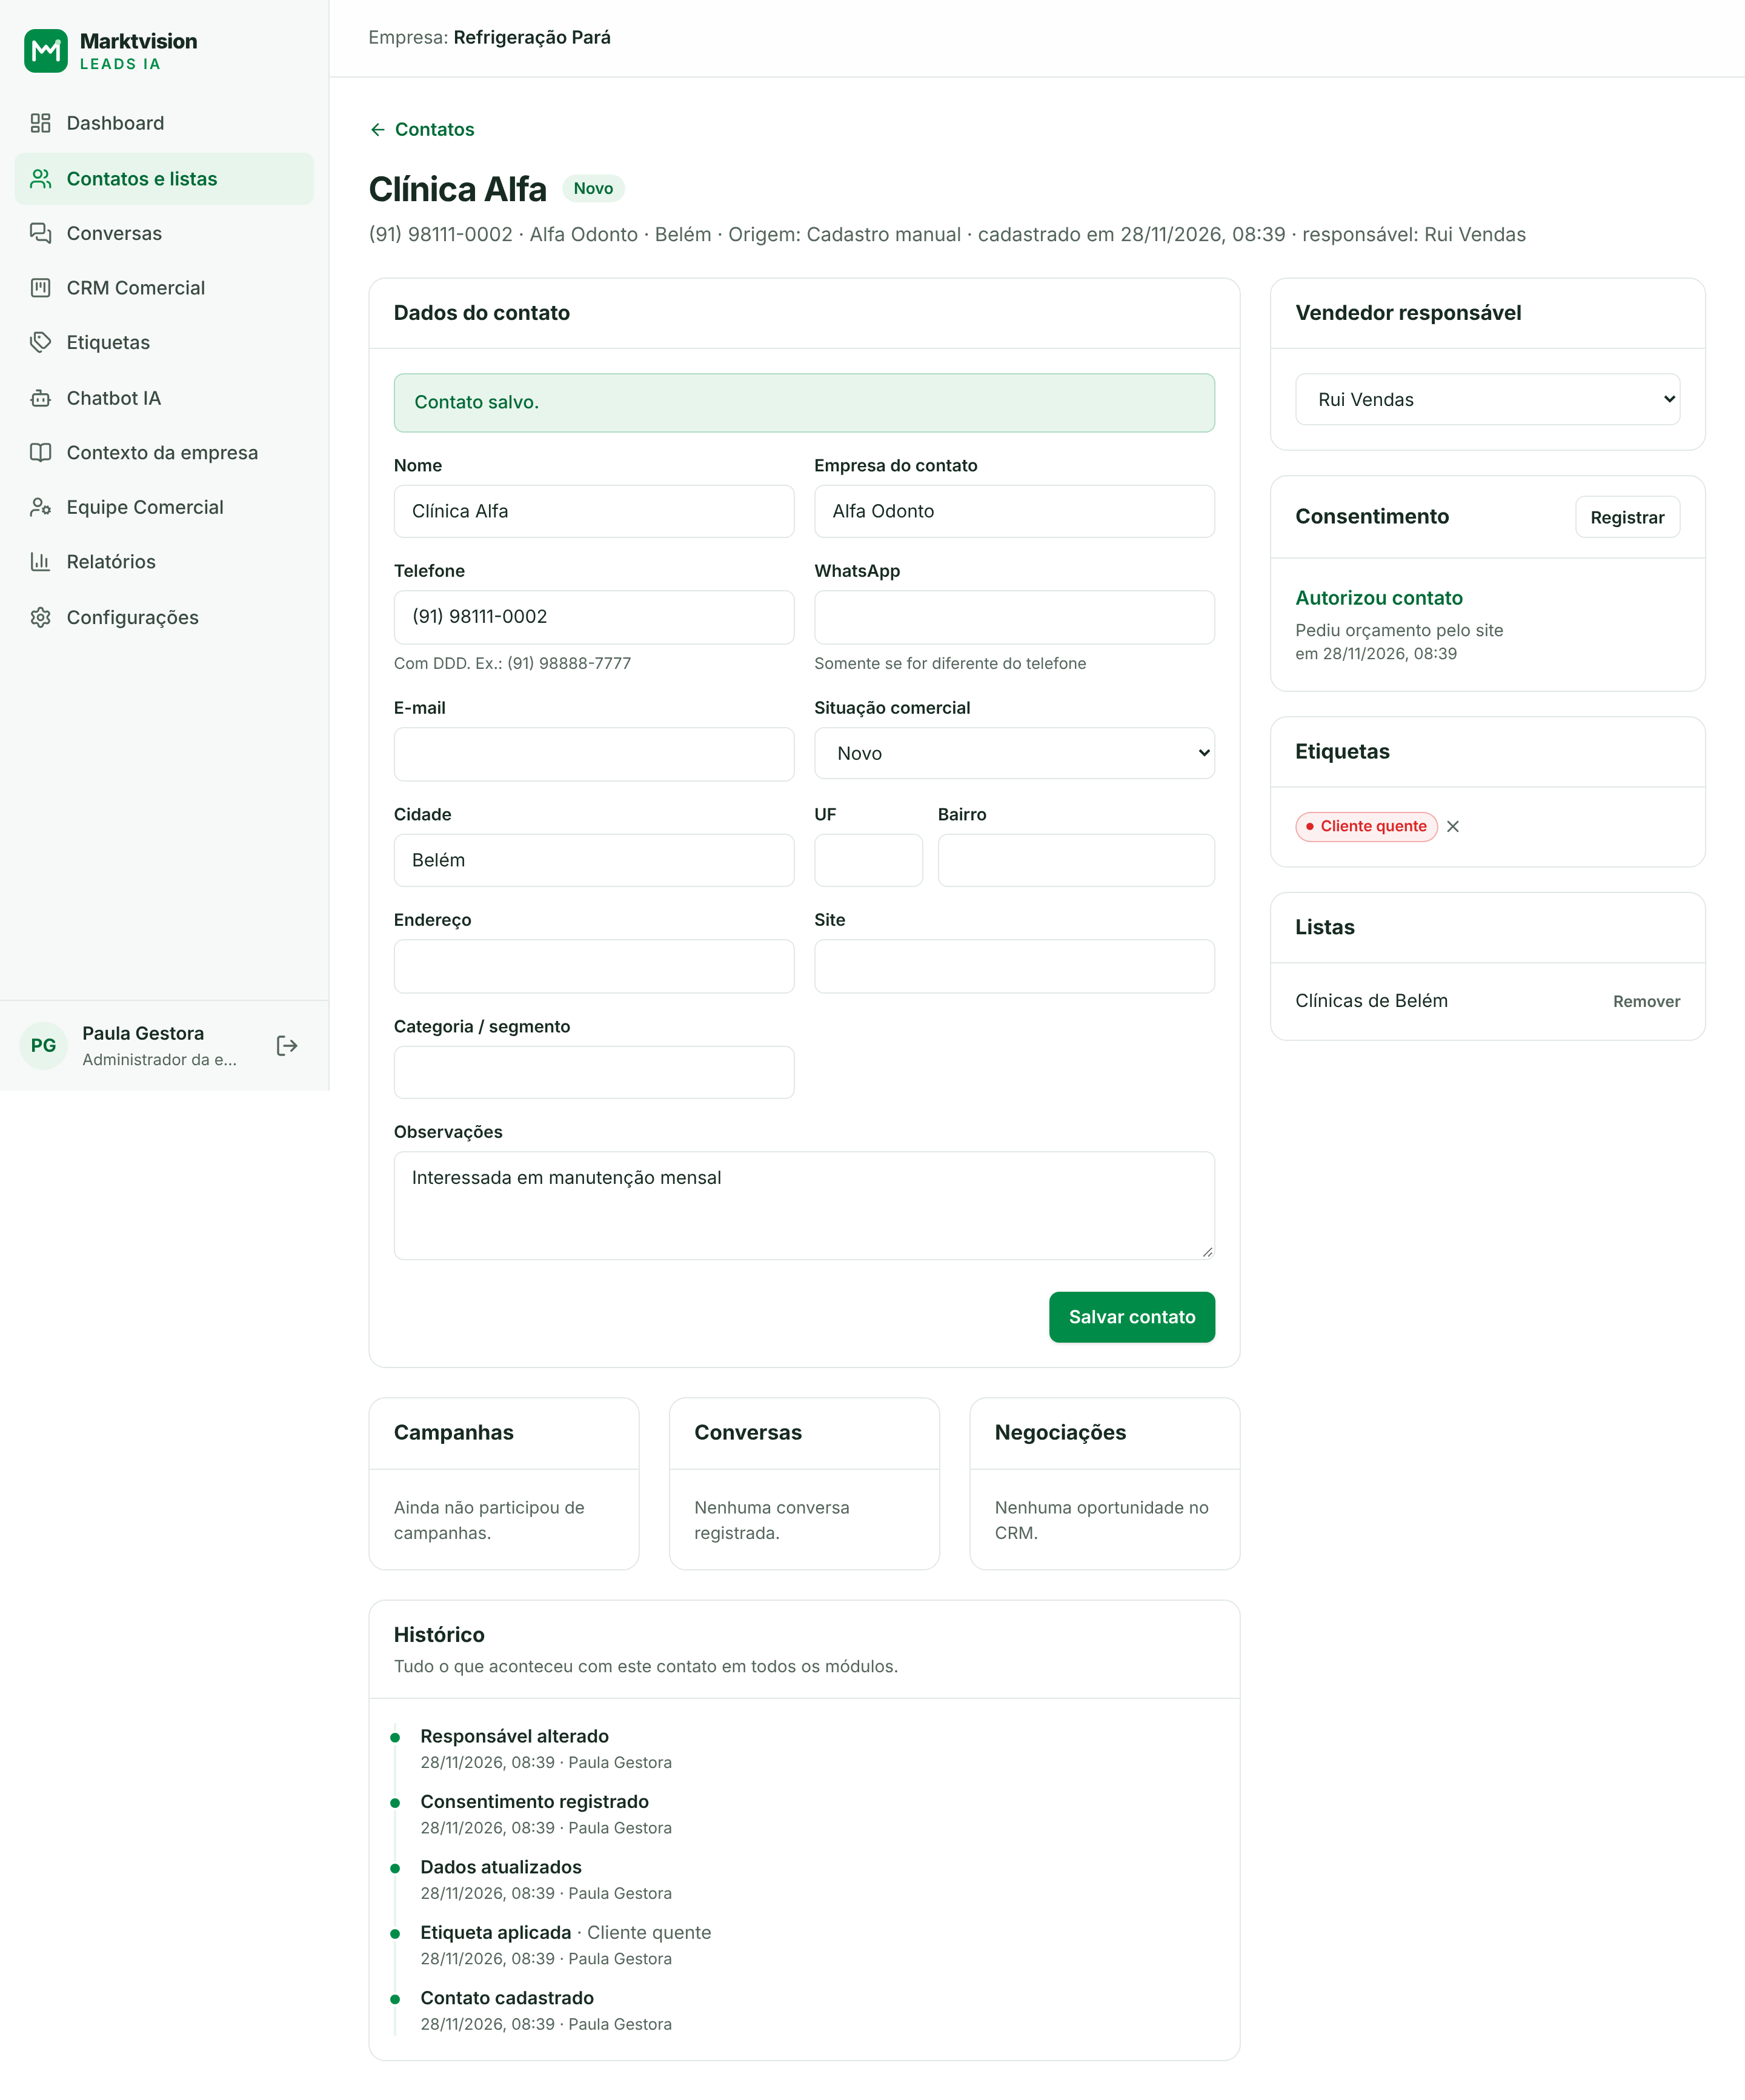 Marktvision
LEADS IA
Dashboard
Contatos e listas
Conversas
CRM Comercial
Etiquetas
Chatbot IA
Contexto da empresa
Equipe Comercial
Relatórios
Configurações
PG
Paula Gestora
Administrador da e...
Empresa: Refrigeração Pará
← Contatos
Clínica Alfa
Novo
(91) 98111-0002 · Alfa Odonto · Belém · Origem: Cadastro manual · cadastrado em 28/11/2026, 08:39 · responsável: Rui Vendas
Dados do contato
Contato salvo.
Nome
Clínica Alfa
Empresa do contato
Alfa Odonto
Telefone
(91) 98111-0002
Com DDD. Ex.: (91) 98888-7777
WhatsApp
Somente se for diferente do telefone
E-mail
Situação comercial
Novo
Cidade
Belém
UF
Bairro
Endereço
Site
Categoria / segmento
Observações
Interessada em manutenção mensal
Salvar contato
Campanhas
Ainda não participou de
campanhas.
Conversas
Nenhuma conversa
registrada.
Negociações
Nenhuma oportunidade no
CRM.
Histórico
Tudo o que aconteceu com este contato em todos os módulos.
Responsável alterado
28/11/2026, 08:39 · Paula Gestora
Consentimento registrado
28/11/2026, 08:39 · Paula Gestora
Dados atualizados
28/11/2026, 08:39 · Paula Gestora
Etiqueta aplicada · Cliente quente
28/11/2026, 08:39 · Paula Gestora
Contato cadastrado
28/11/2026, 08:39 · Paula Gestora
Vendedor responsável
Rui Vendas
Consentimento
Registrar
Autorizou contato
Pediu orçamento pelo site
em 28/11/2026, 08:39
Etiquetas
Cliente quente
Listas
Clínicas de Belém
Remover